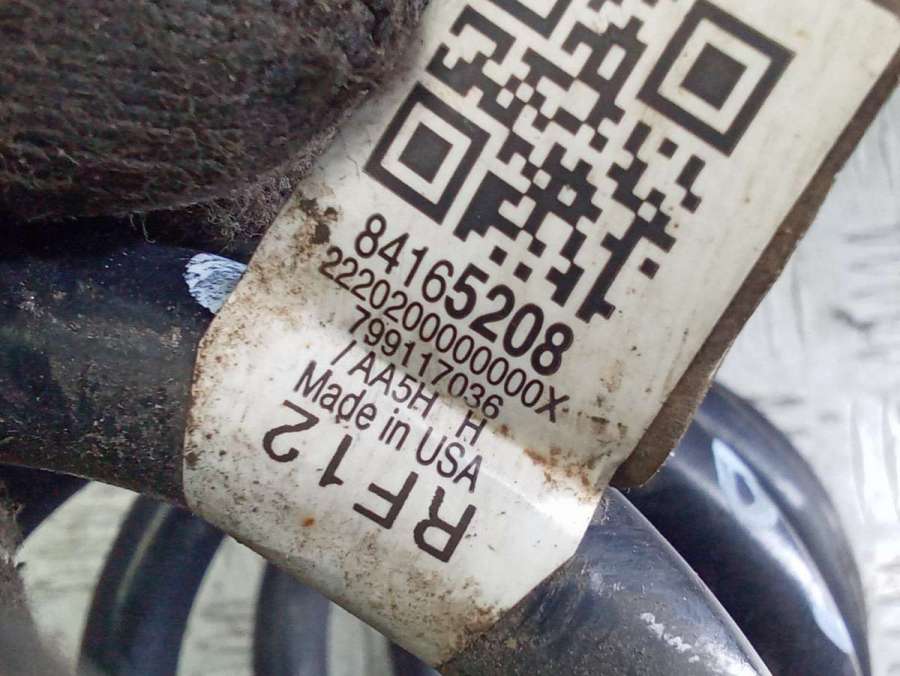 84165208
22202000000000X
799117036
/AA5H H
Made in USA
RF12